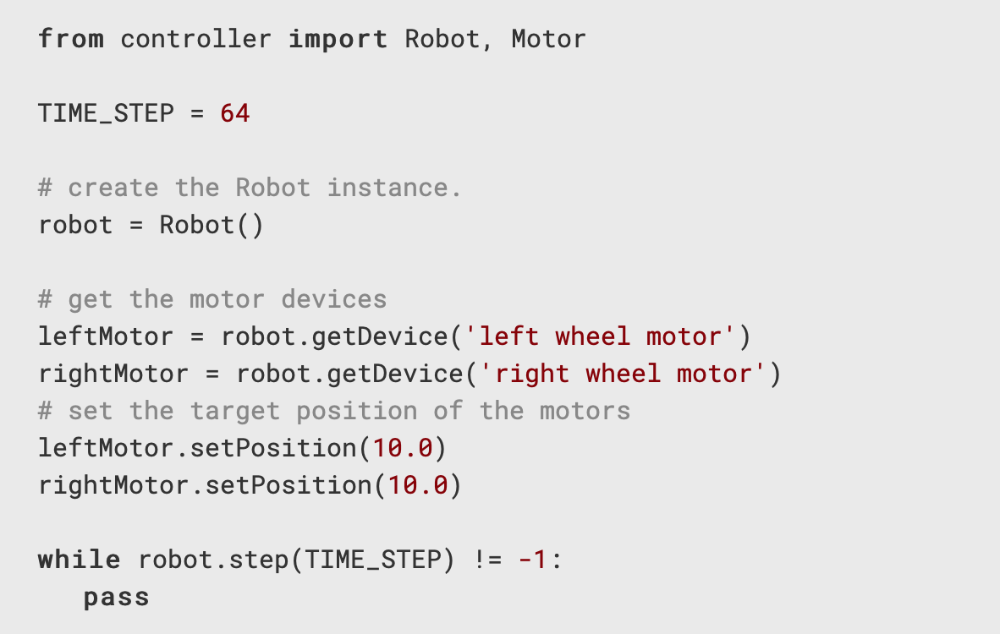 from controller import Robot, Motor
TIME_STEP = 64
# create the Robot instance.
robot = Robot()
# get the motor devices
leftMotor = robot.getDevice('left wheel motor')
rightMotor = robot.getDevice('right wheel motor')
# set the target position of the motors
leftMotor.setPosition(10.0)
rightMotor.setPosition(10.0)
while robot.step(TIME_STEP) != -1:
   pass